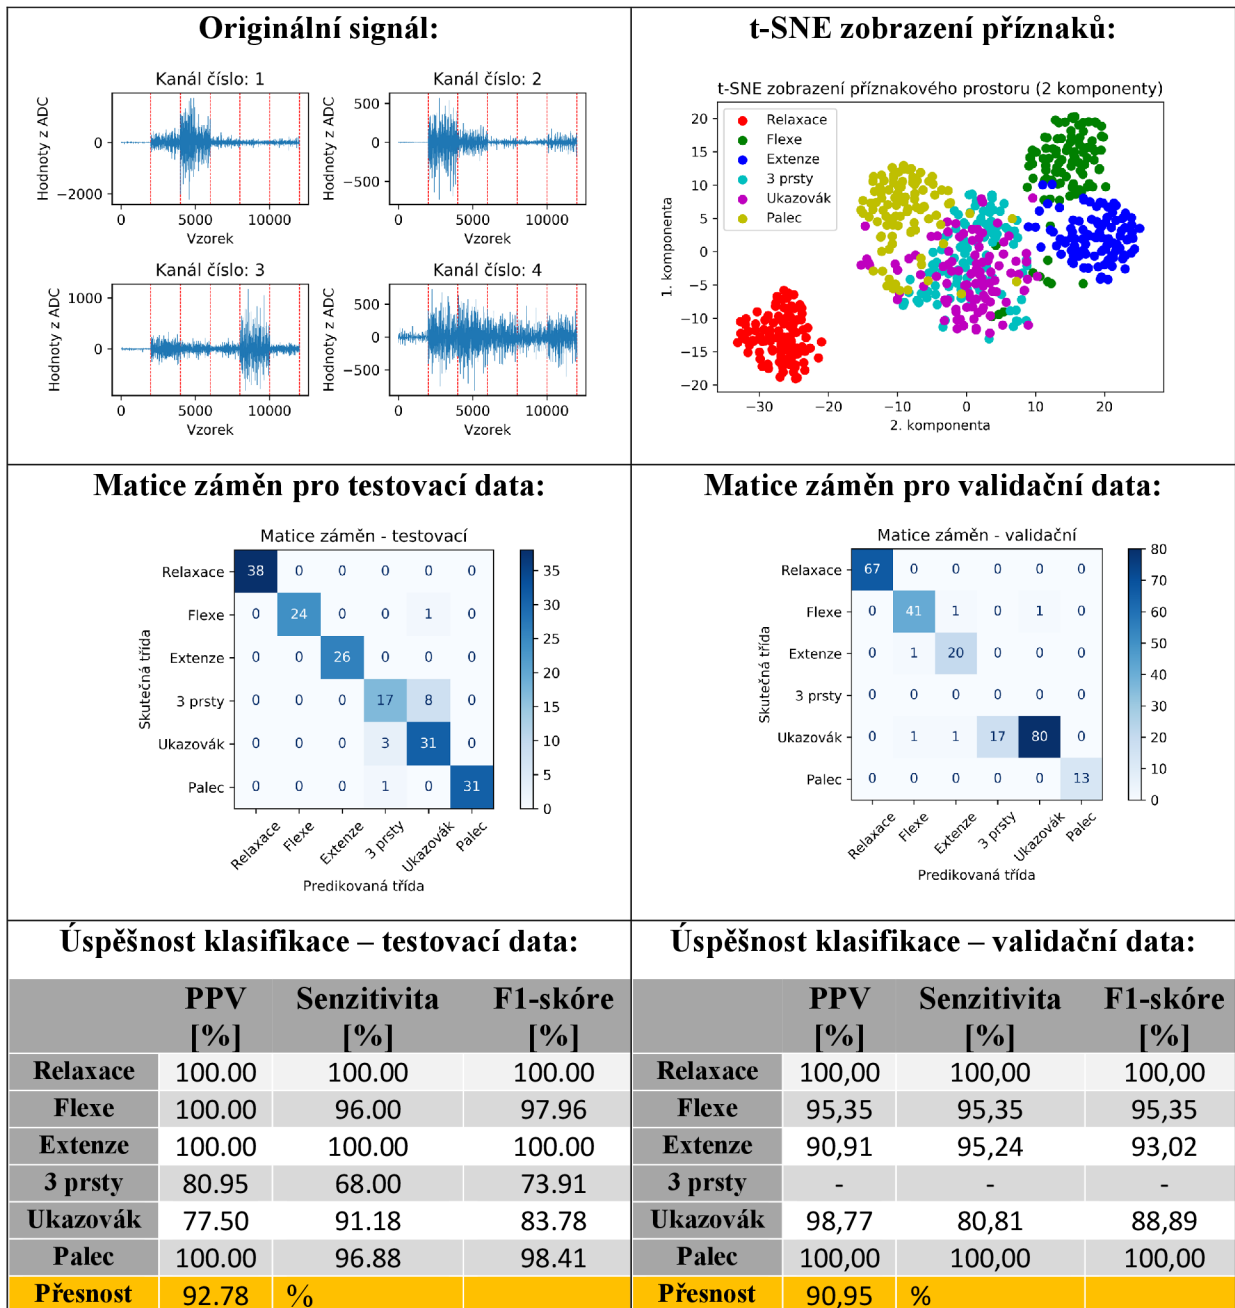 Originální signál:
Kanál číslo: 1
Hodnoty z ADC
0
−2000
0
5000
10000
Vzorek
Kanál číslo: 2
Hodnoty z ADC
500
0
−500
0
5000
10000
Vzorek
Kanál číslo: 3
Hodnoty z ADC
1000
0
0
5000
10000
Vzorek
Kanál číslo: 4
Hodnoty z ADC
500
0
−500
0
5000
10000
Vzorek
t-SNE zobrazení příznaků:
t-SNE zobrazení příznakového prostoru (2 komponenty)
Relaxace
Flexe
Extenze
3 prsty
Ukazovák
Palec
1. komponenta
20
15
10
5
0
−5
−10
−15
−20
−30
−20
−10
0
10
20
2. komponenta
Matice záměn pro testovací data:
Matice záměn - testovací
Skutečná třída
Relaxace 38 0 0 0 0 0
Flexe 0 24 0 0 1 0
Extenze 0 0 26 0 0 0
3 prsty 0 0 0 17 8 0
Ukazovák 0 0 0 3 31 0
Palec 0 0 0 1 0 31
Relaxace Flexe Extenze 3 prsty Ukazovák Palec
Predikovaná třída
35
30
25
20
15
10
5
0
Matice záměn pro validační data:
Matice záměn - validační
Skutečná třída
Relaxace 67 0 0 0 0 0
Flexe 0 41 1 0 1 0
Extenze 0 1 20 0 0 0
3 prsty 0 0 0 0 0 0
Ukazovák 0 1 1 17 80 0
Palec 0 0 0 0 0 13
Relaxace Flexe Extenze 3 prsty Ukazovák Palec
Predikovaná třída
80
70
60
50
40
30
20
10
0
Úspěšnost klasifikace – testovací data:
PPV [%] Senzitivita [%] F1-skóre [%]
Relaxace 100.00 100.00 100.00
Flexe 100.00 96.00 97.96
Extenze 100.00 100.00 100.00
3 prsty 80.95 68.00 73.91
Ukazovák 77.50 91.18 83.78
Palec 100.00 96.88 98.41
Přesnost 92.78 %
Úspěšnost klasifikace – validační data:
PPV [%] Senzitivita [%] F1-skóre [%]
Relaxace 100,00 100,00 100,00
Flexe 95,35 95,35 95,35
Extenze 90,91 95,24 93,02
3 prsty - - -
Ukazovák 98,77 80,81 88,89
Palec 100,00 100,00 100,00
Přesnost 90,95 %